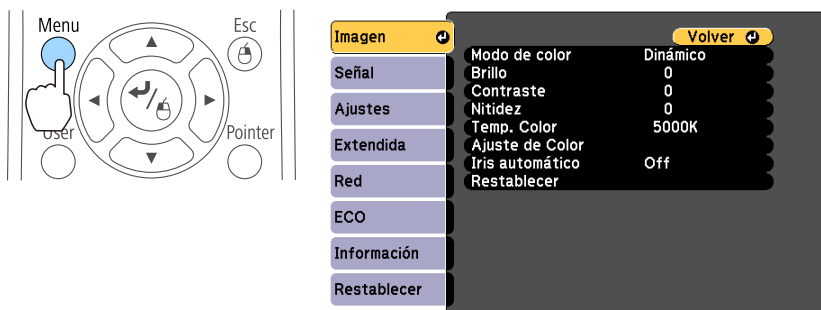 Menu
Esc
User
Pointer
Imagen
Señal
Ajustes
Extendida
Red
ECO
Información
Restablecer
Volver
Modo de color Dinámico
Brillo 0
Contraste 0
Nitidez 0
Temp. Color 5000K
Ajuste de Color
Iris automático Off
Restablecer